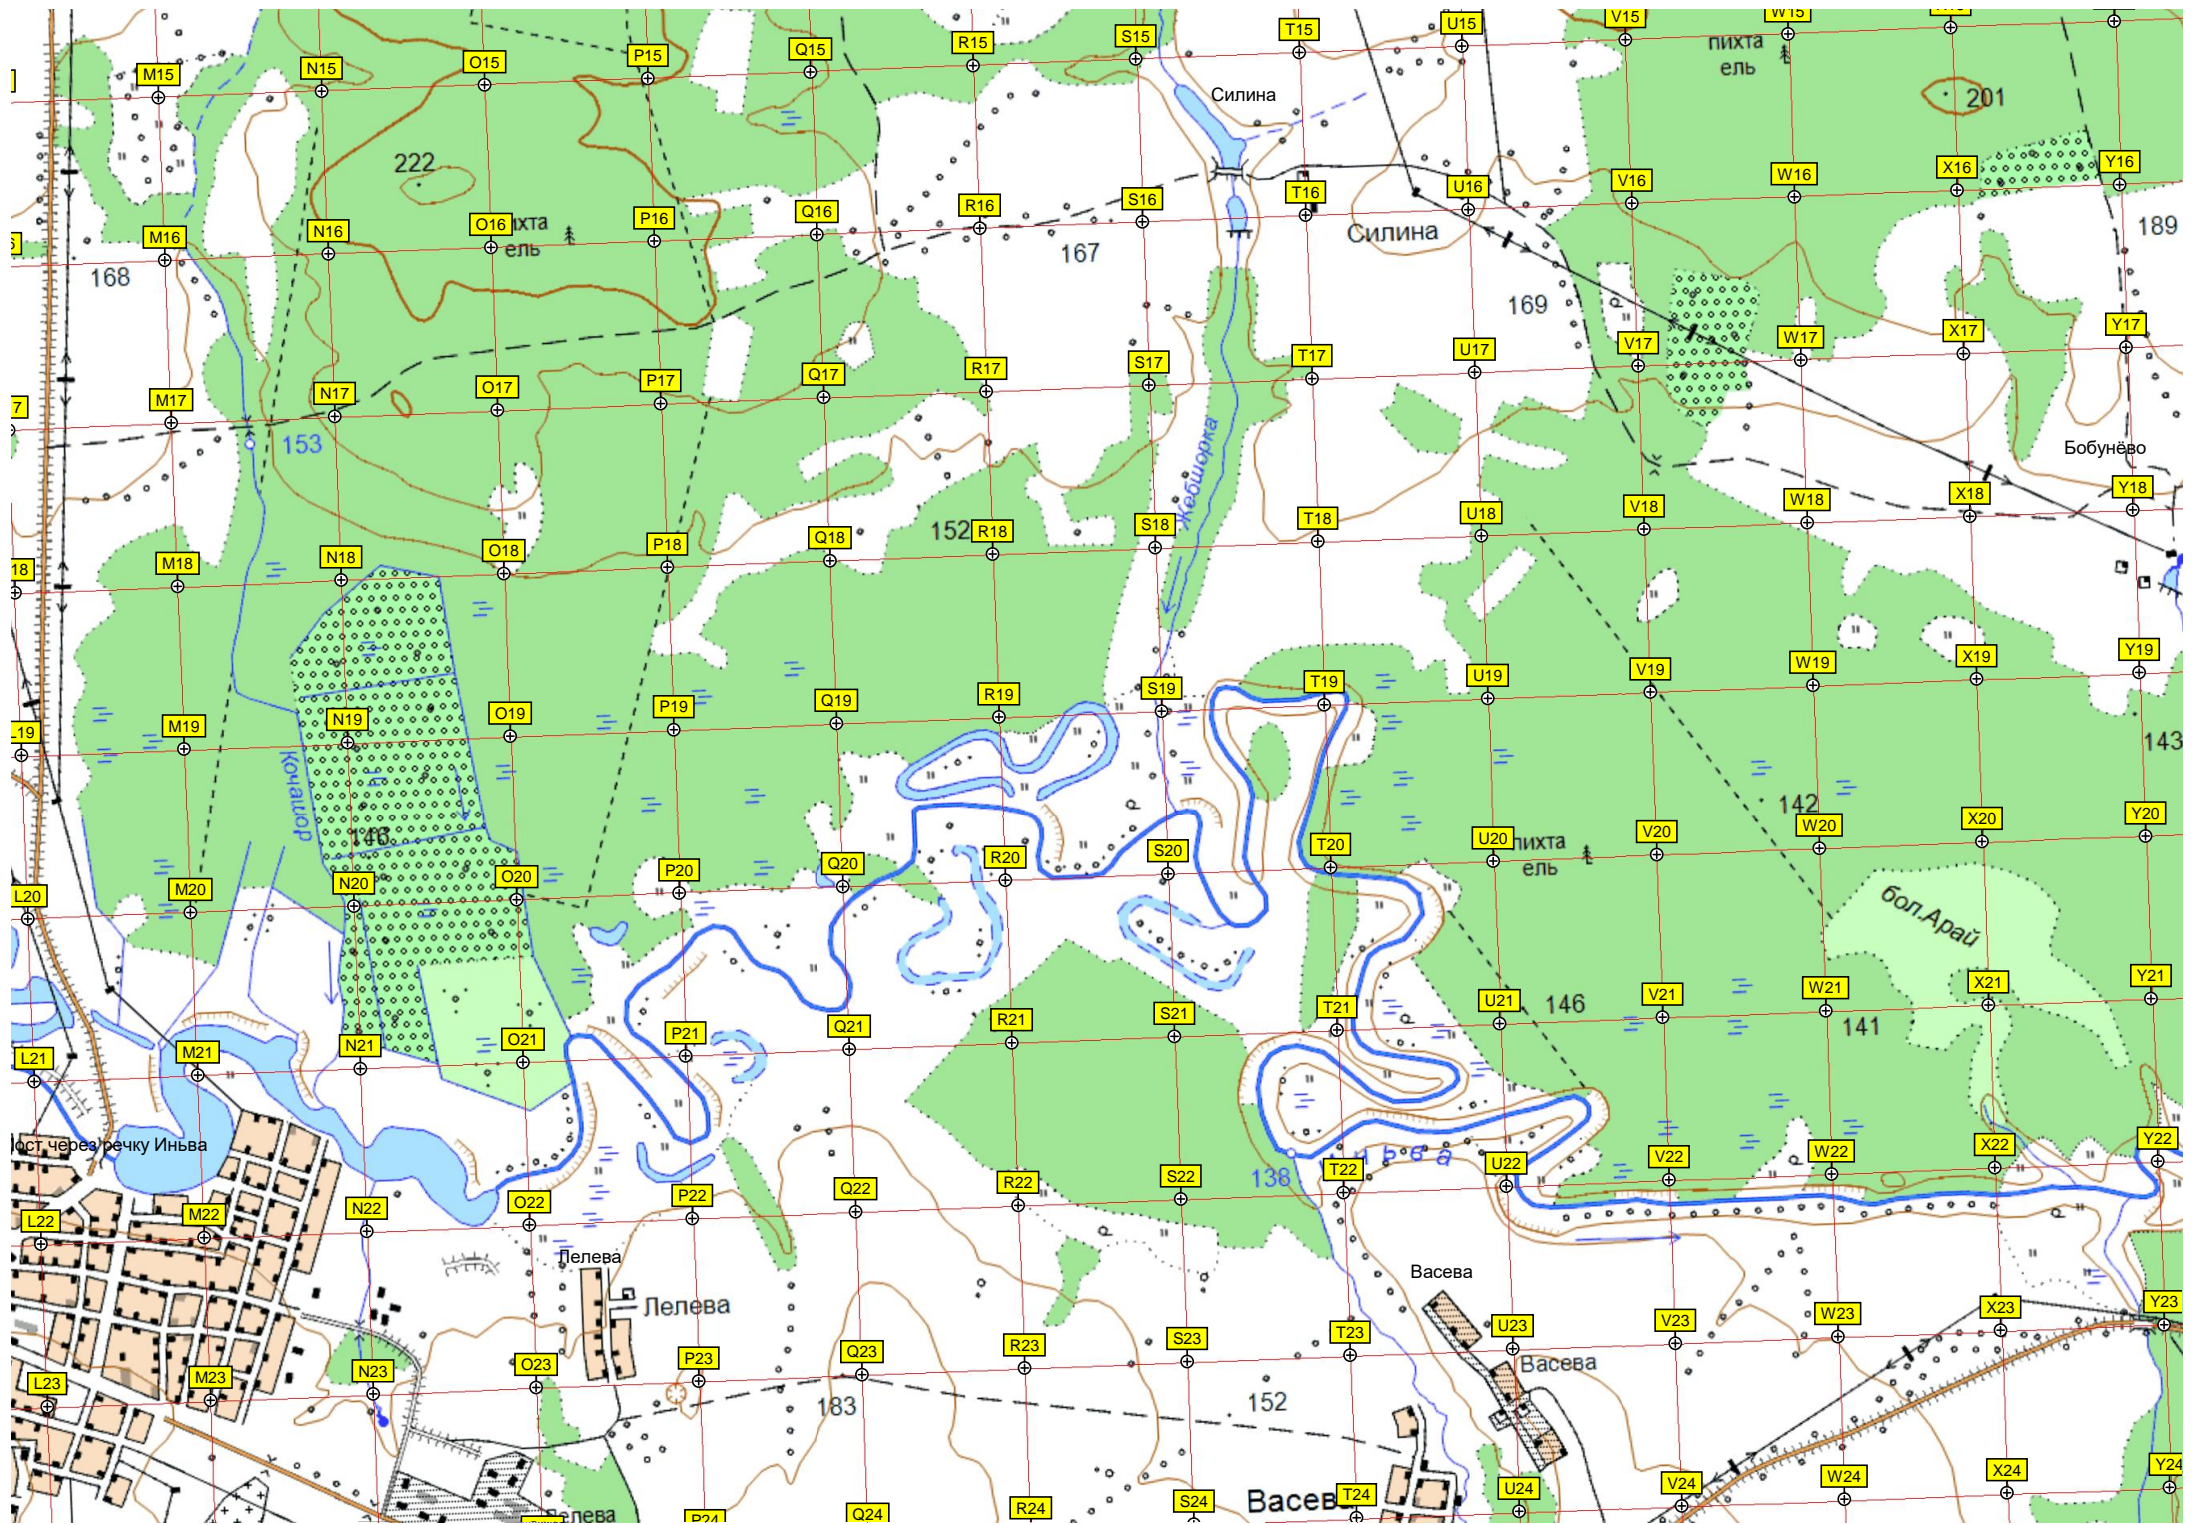 V15
W15
U15
T15
S15
R15
Q15
P15
O15
N15
M15
пихта
ель
201
Силина
222
Y16
X16
W16
V16
U16
T16
S16
R16
Q16
P16
O16
N16
M16
ихта
ель
189
Силина
167
168
169
Y17
X17
W17
V17
U17
T17
S17
R17
Q17
P17
O17
N17
M17
7
153
Жебшорка
Бобунёво
Y18
X18
W18
V18
U18
T18
S18
R18
152
Q18
P18
O18
N18
M18
18
Y19
X19
W19
V19
U19
T19
S19
R19
Q19
P19
O19
N19
M19
L19
143
Кочашор
142
146
Y20
X20
W20
V20
U20
T20
S20
R20
Q20
P20
O20
N20
M20
L20
пихта
ель
бол.Арай
Y21
X21
W21
V21
U21
T21
S21
R21
Q21
P21
O21
N21
M21
L21
146
141
ост через речку Иньва
ньва
138
Y22
X22
W22
V22
U22
T22
S22
R22
Q22
P22
O22
N22
M22
L22
Лелева
Васева
Лелева
Y23
X23
W23
V23
U23
T23
S23
R23
Q23
P23
O23
N23
M23
L23
Васева
183
152
Y24
X24
W24
V24
U24
T24
S24
R24
Q24
P24
Васева
Лелева